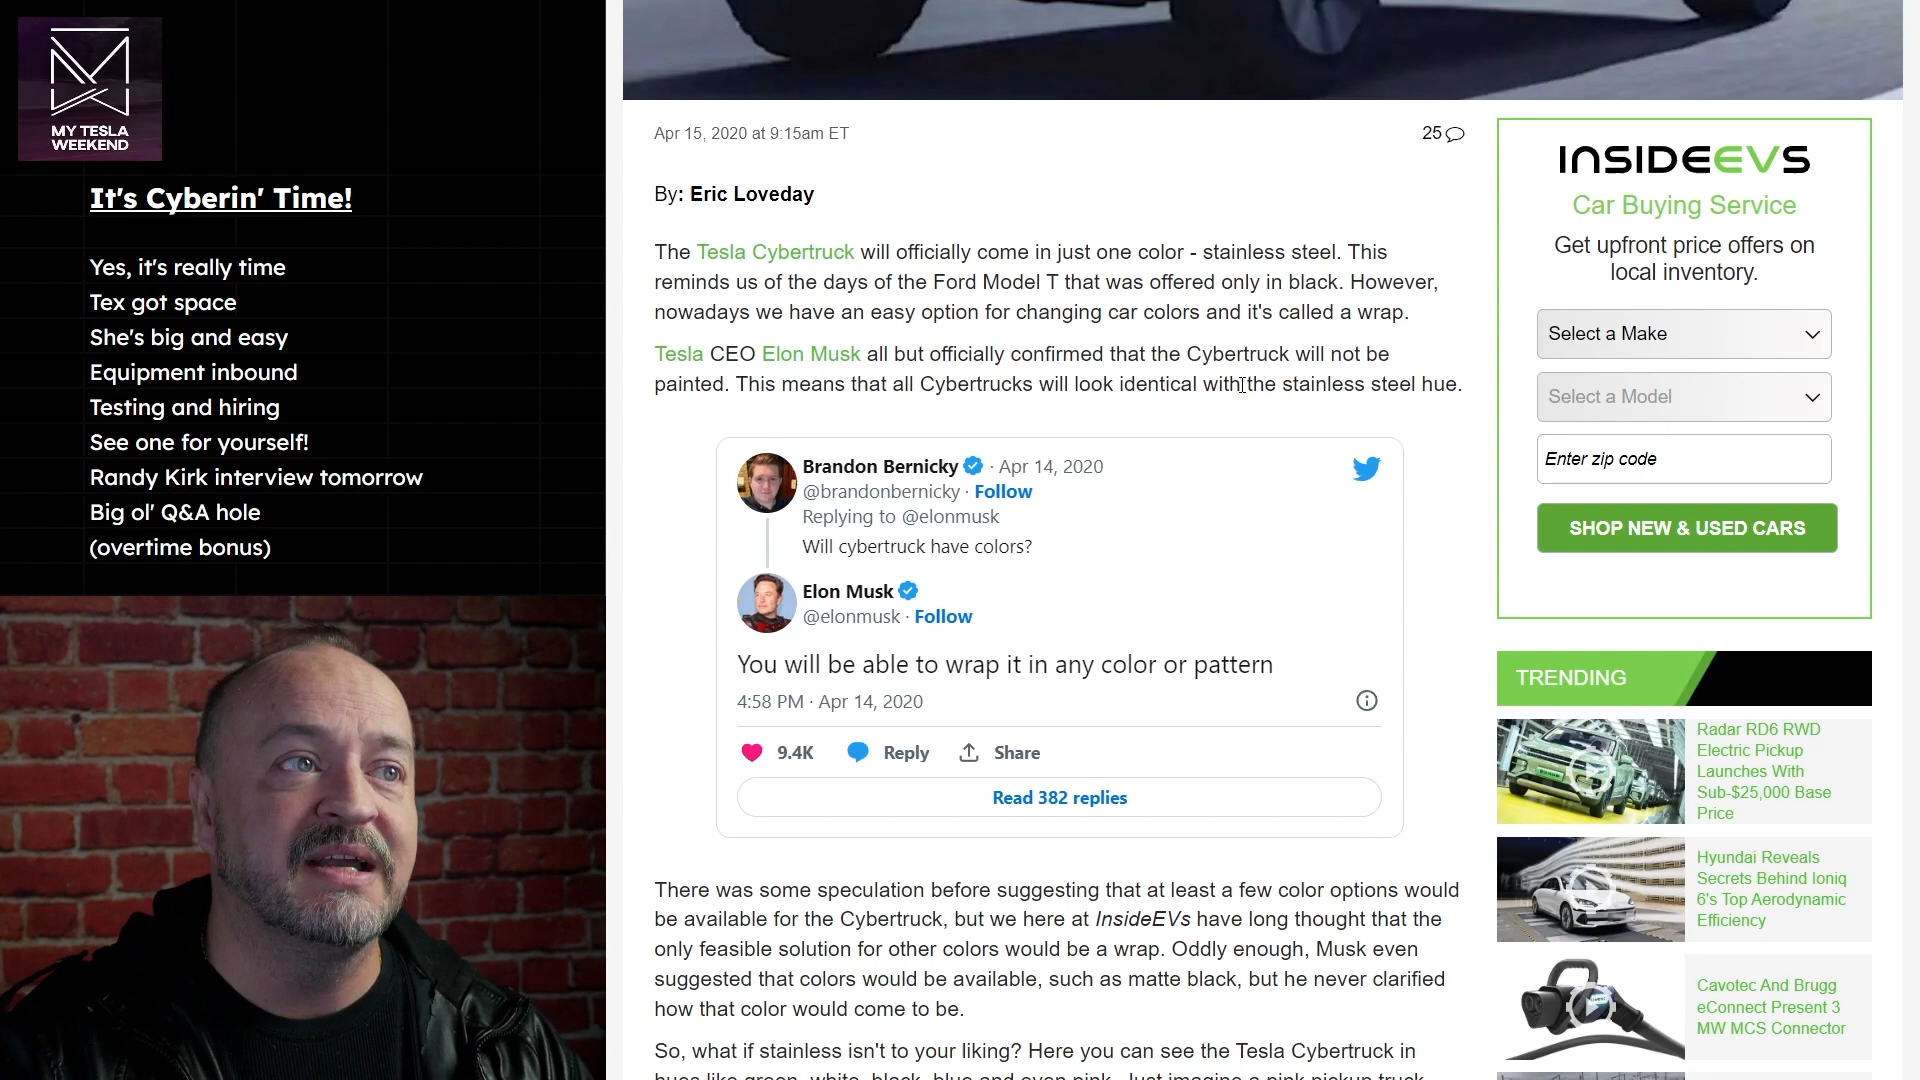 MY TESLA
WEEKEND
It's Cyberin' Time!
Yes, it's really time
Tex got space
She's big and easy
Equipment inbound
Testing and hiring
See one for yourself!
Randy Kirk interview tomorrow
Big ol' Q&A hole
(overtime bonus)
Apr 15, 2020 at 9:15am ET
25
By: Eric Loveday
The Tesla Cybertruck will officially come in just one color - stainless steel. This
reminds us of the days of the Ford Model T that was offered only in black. However,
nowadays we have an easy option for changing car colors and it's called a wrap.
Tesla CEO Elon Musk all but officially confirmed that the Cybertruck will not be
painted. This means that all Cybertrucks will look identical with the stainless steel hue.
Brandon Bernicky · Apr 14, 2020
@brandonbernicky · Follow
Replying to @elonmusk
Will cybertruck have colors?
Elon Musk
@elonmusk · Follow
You will be able to wrap it in any color or pattern
4:58 PM · Apr 14, 2020
9.4K Reply Share
Read 382 replies
There was some speculation before suggesting that at least a few color options would
be available for the Cybertruck, but we here at InsideEVs have long thought that the
only feasible solution for other colors would be a wrap. Oddly enough, Musk even
suggested that colors would be available, such as matte black, but he never clarified
how that color would come to be.
So, what if stainless isn't to your liking? Here you can see the Tesla Cybertruck in
hues like green, white, black, blue and even pink. Just imagine a pink pickup truck
INSIDEEVS
Car Buying Service
Get upfront price offers on
local inventory.
Select a Make
Select a Model
Enter zip code
SHOP NEW & USED CARS
TRENDING
Radar RD6 RWD
Electric Pickup
Launches With
Sub-$25,000 Base
Price
Hyundai Reveals
Secrets Behind Ioniq
6's Top Aerodynamic
Efficiency
Cavotec And Brugg
eConnect Present 3
MW MCS Connector